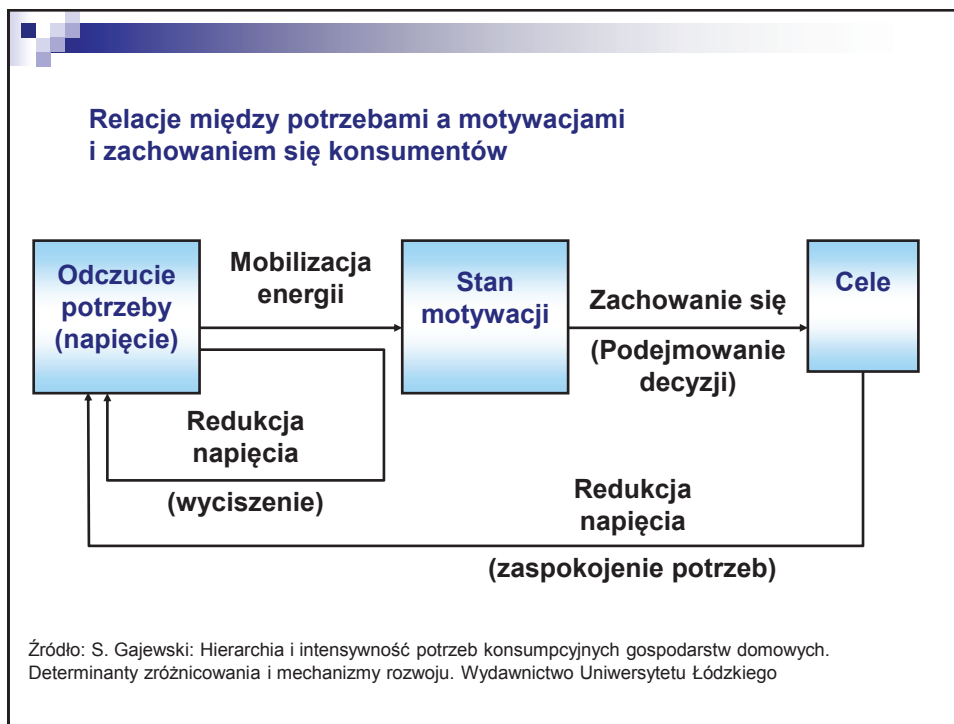 Relacje między potrzebami a motywacjami
i zachowaniem się konsumentów
Odczucie
potrzeby
(napięcie)
Mobilizacja
energii
Stan
motywacji
Zachowanie się
(Podejmowanie
decyzji)
Cele
Redukcja
napięcia
(wyciszenie)
Redukcja
napięcia
(zaspokojenie potrzeb)
Źródło: S. Gajewski: Hierarchia i intensywność potrzeb konsumpcyjnych gospodarstw domowych.
Determinanty zróżnicowania i mechanizmy rozwoju. Wydawnictwo Uniwersytetu Łódzkiego